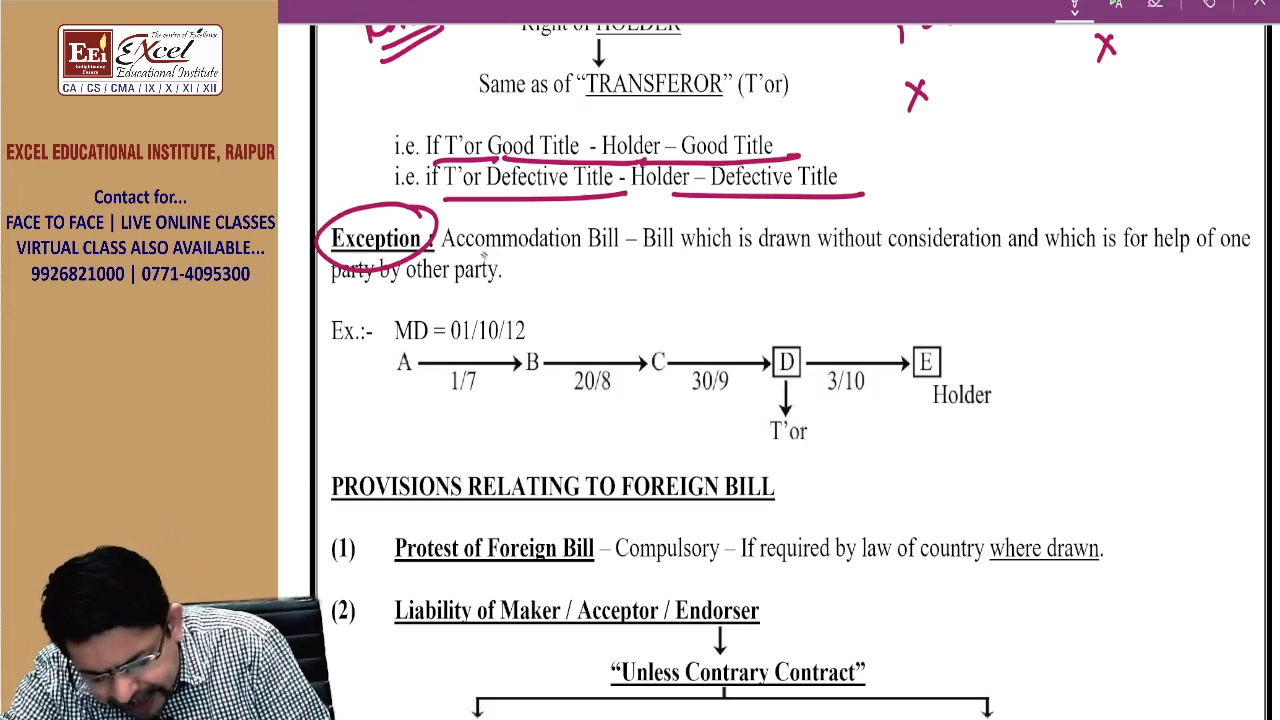 The centre of Excellence
EEi
Enlightening
Future
Excel
Educational Institute
CA / CS / CMA / IX / X / XI / XII
EXCEL EDUCATIONAL INSTITUTE, RAIPUR
Contact for...
FACE TO FACE | LIVE ONLINE CLASSES
VIRTUAL CLASS ALSO AVAILABLE...
9926821000 | 0771-4095300
Right of HOLDER
Same as of “TRANSFEROR” (T’or)
i.e. If T’or Good Title - Holder – Good Title
i.e. if T’or Defective Title - Holder – Defective Title
Exception : Accommodation Bill – Bill which is drawn without consideration and which is for help of one
party by other party.
Ex.:- MD = 01/10/12
A B C D E
1/7 20/8 30/9 3/10
Holder
T’or
PROVISIONS RELATING TO FOREIGN BILL
(1) Protest of Foreign Bill – Compulsory – If required by law of country where drawn.
(2) Liability of Maker / Acceptor / Endorser
“Unless Contrary Contract”